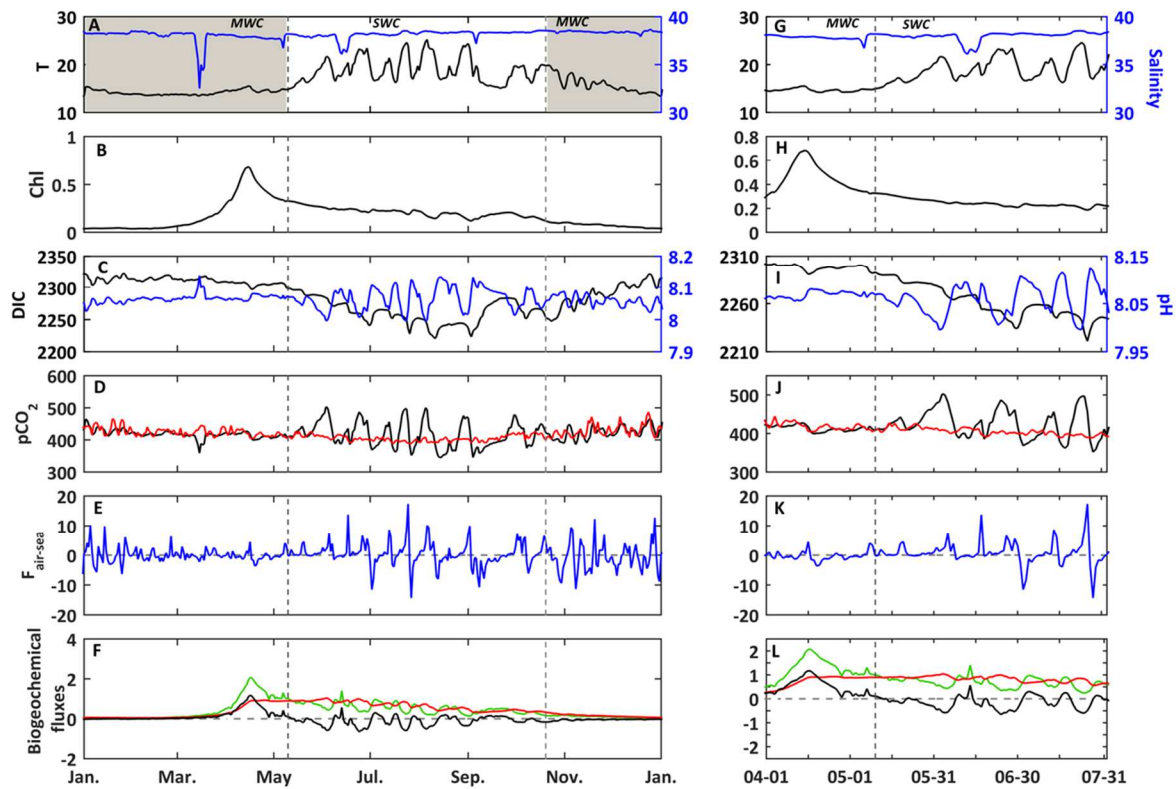 A MWC SWC MWC
30 20 10
T
40 38 35 33 30
G MWC SWC
30 20 10
40 38 35 33 30
Salinity
B
1 0.5 0
Chl
H
0.8 0.6 0.4 0.2 0
C
2350 2300 2250 2200
DIC
8.2 8.1 8 7.9
I
2310 2260 2210
8.15 8.05 7.95
pH
D
600 500 400 300
pCO2
J
500 400 300
E
20 10 0 -10 -20
F air-sea
K
20 10 0 -10 -20
F
4 2 0 -2
Biogeochemical
fluxes
L
2 1 0 -1 -2
Jan. Mar. May Jul. Sep. Nov. Jan.
04-01 05-01 05-31 06-30 07-31